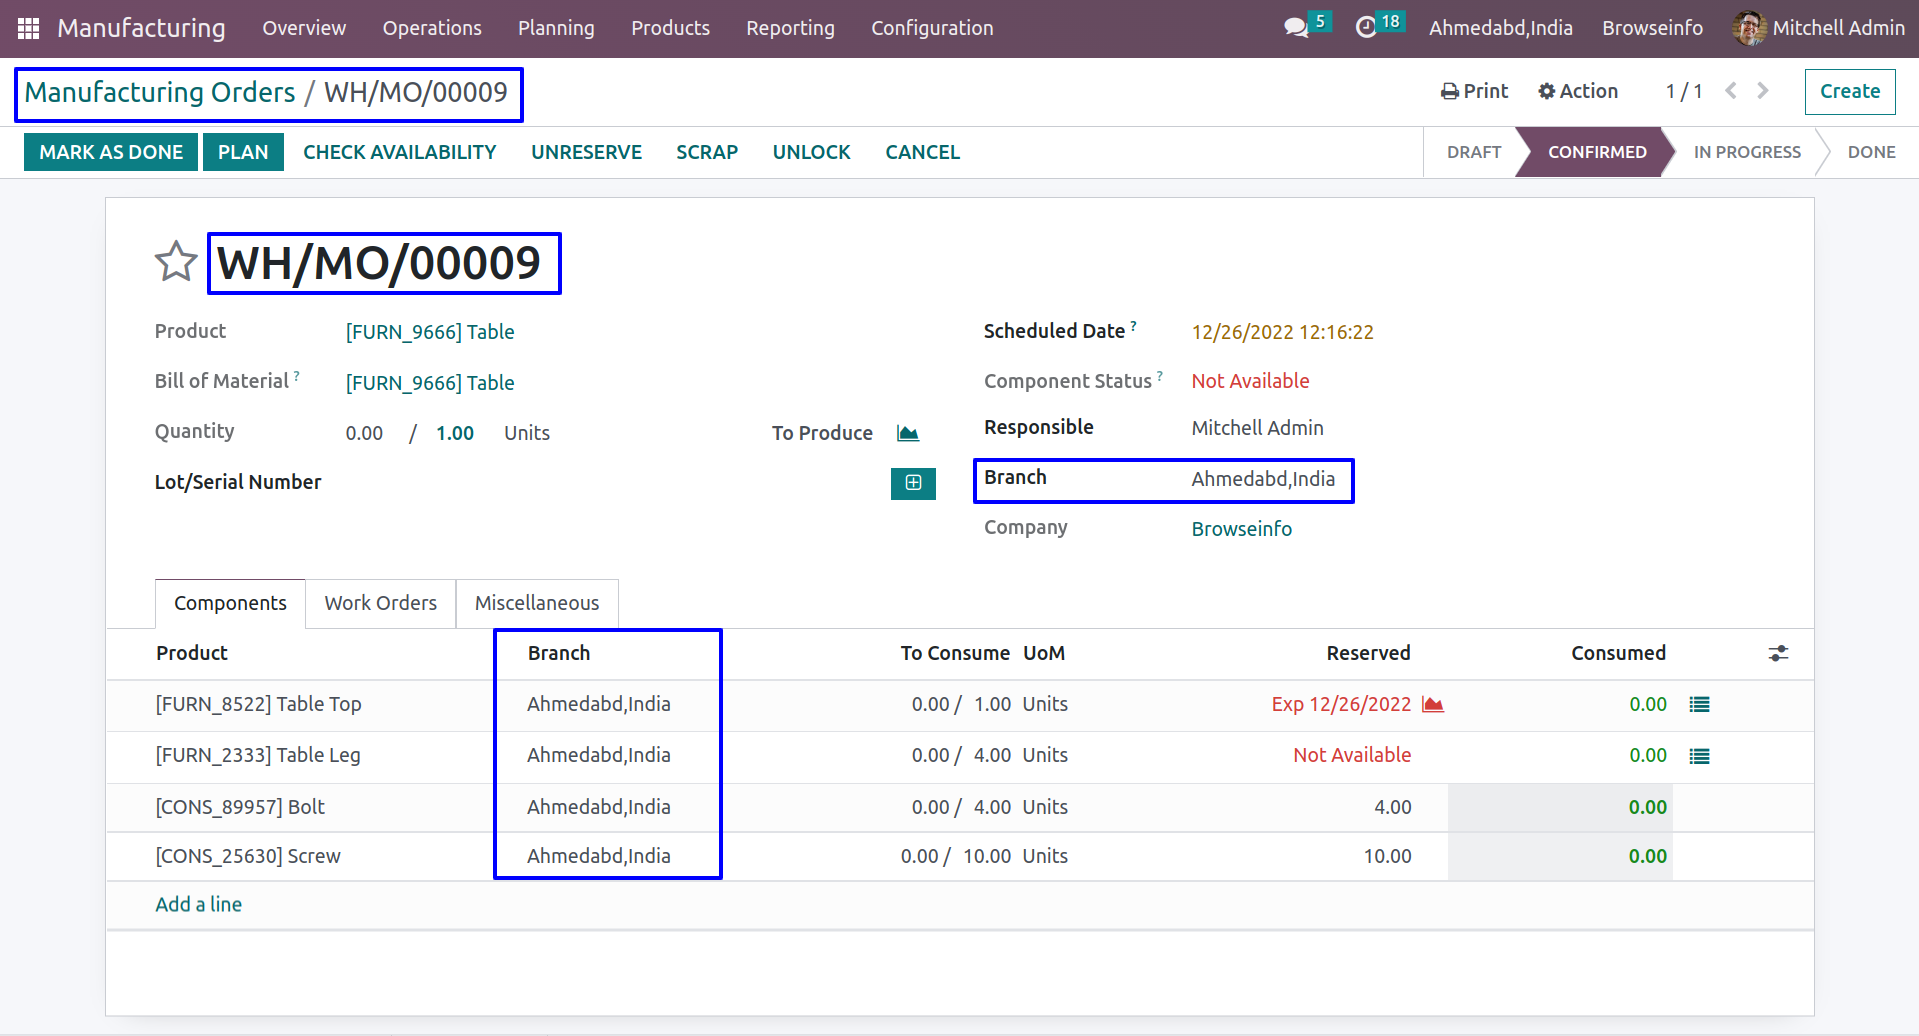 Manufacturing Overview Operations Planning Products Reporting Configuration 5 18 Ahmedabd,India Browseinfo Mitchell Admin
Manufacturing Orders / WH/MO/00009 Print Action 1 / 1 Create
MARK AS DONE PLAN CHECK AVAILABILITY UNRESERVE SCRAP UNLOCK CANCEL DRAFT CONFIRMED IN PROGRESS DONE
WH/MO/00009
Product [FURN_9666] Table
Bill of Material ? [FURN_9666] Table
Quantity 0.00 / 1.00 Units To Produce
Lot/Serial Number
Scheduled Date ? 12/26/2022 12:16:22
Component Status ? Not Available
Responsible Mitchell Admin
Branch Ahmedabd,India
Company Browseinfo
Components Work Orders Miscellaneous
Product Branch To Consume UoM Reserved Consumed
[FURN_8522] Table Top Ahmedabd,India 0.00 / 1.00 Units Exp 12/26/2022 0.00
[FURN_2333] Table Leg Ahmedabd,India 0.00 / 4.00 Units Not Available 0.00
[CONS_89957] Bolt Ahmedabd,India 0.00 / 4.00 Units 4.00 0.00
[CONS_25630] Screw Ahmedabd,India 0.00 / 10.00 Units 10.00 0.00
Add a line